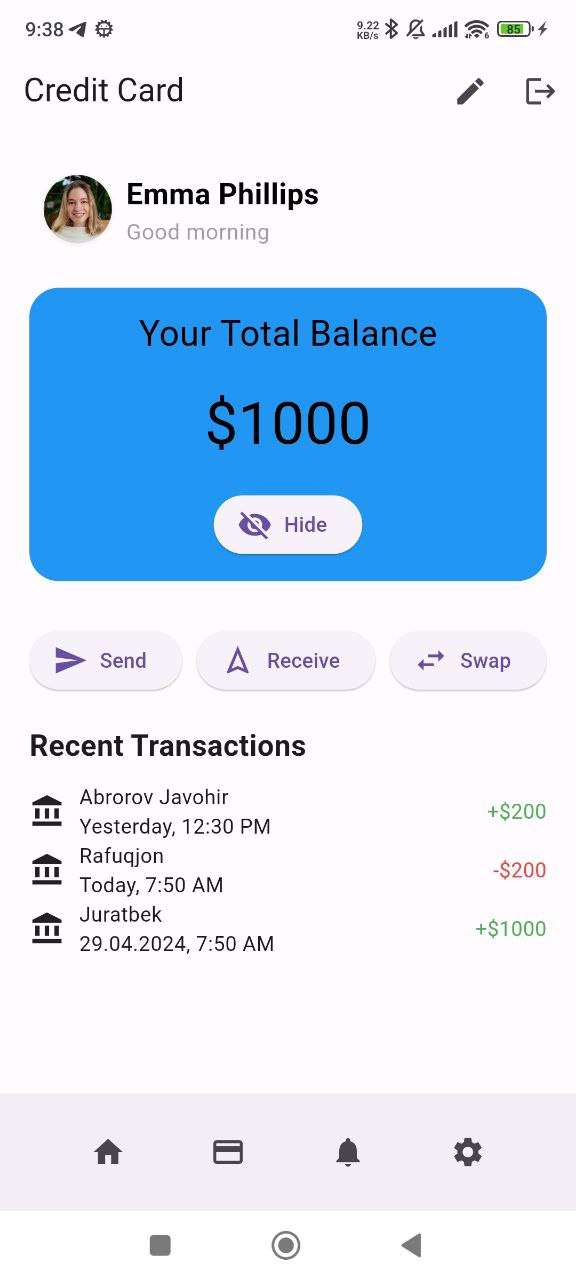 9:38
9.22
KB/s
6
85
Credit Card
Emma Phillips
Good morning
Your Total Balance
$1000
Hide
Send
Receive
Swap
Recent Transactions
Abrorov Javohir
Yesterday, 12:30 PM
+$200
Rafuqjon
Today, 7:50 AM
-$200
Juratbek
29.04.2024, 7:50 AM
+$1000